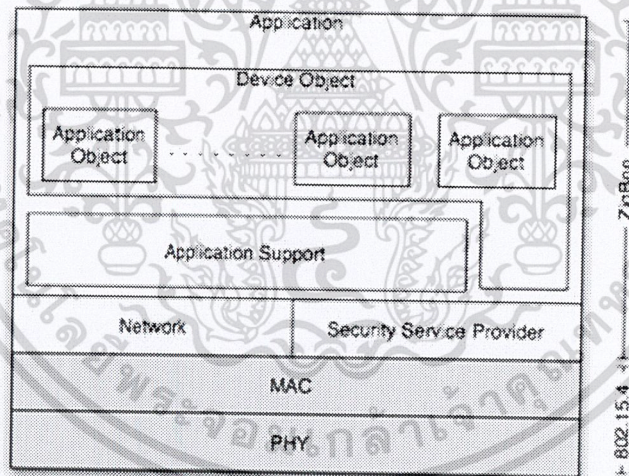 Application
Device Object
Application
Object
Application
Object
Application
Object
Application Support
Network
Security Service Provider
MAC
PHY
ZigBee
802.15.4